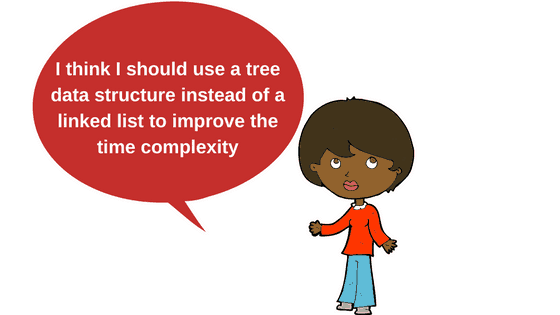 I think I should use a tree
data structure instead of a
linked list to improve the
time complexity